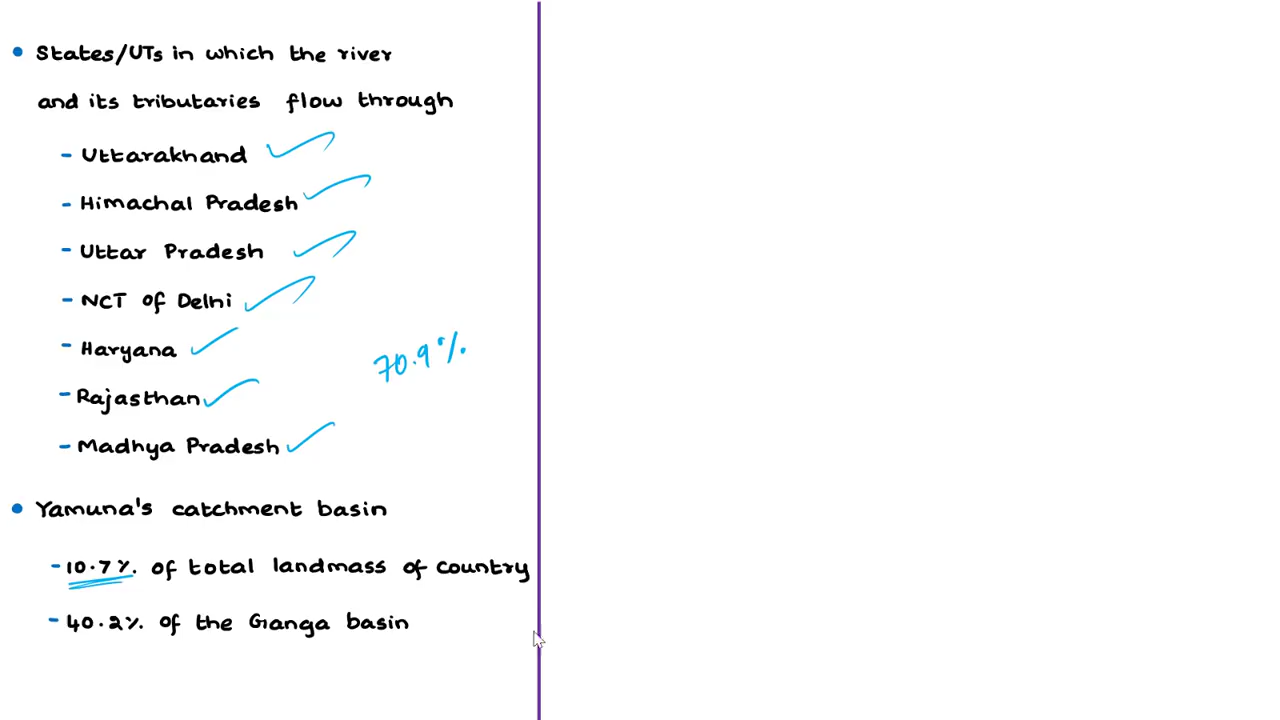 • States/UTs in which the river
and its tributaries flow through
- Uttarakhand
- Himachal Pradesh
- Uttar Pradesh
- NCT of Delhi
- Haryana
70.9%
- Rajasthan
- Madhya Pradesh
• Yamuna's catchment basin
- 10.7%. of total landmass of country
- 40.2%. of the Ganga basin